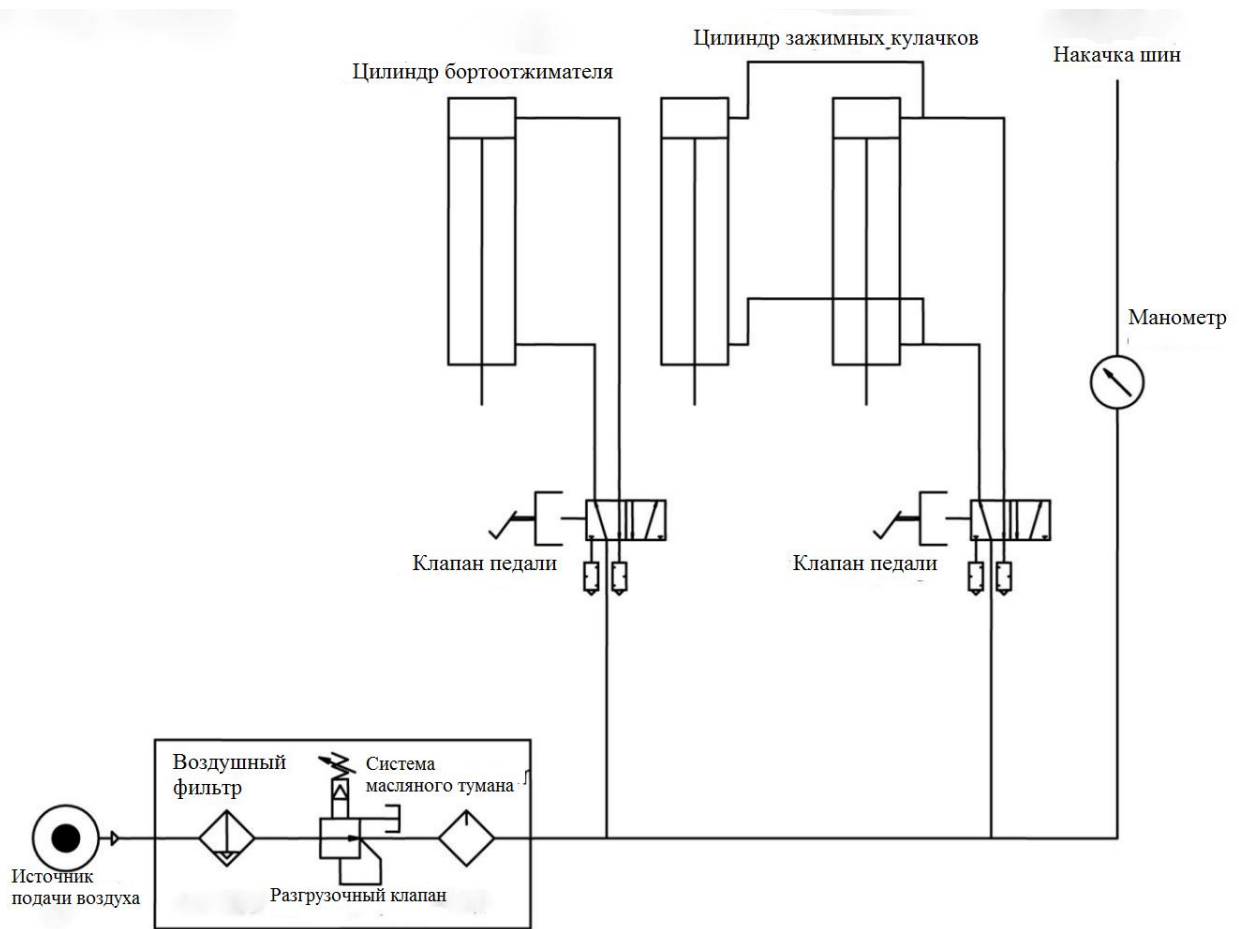 Цилиндр зажимных кулачков
Накачка шин
Цилиндр бортоотжимателя
Манометр
Клапан педали
Клапан педали
Воздушный
фильтр
Система
масляного тумана
Источник
подачи воздуха
Разгрузочный клапан